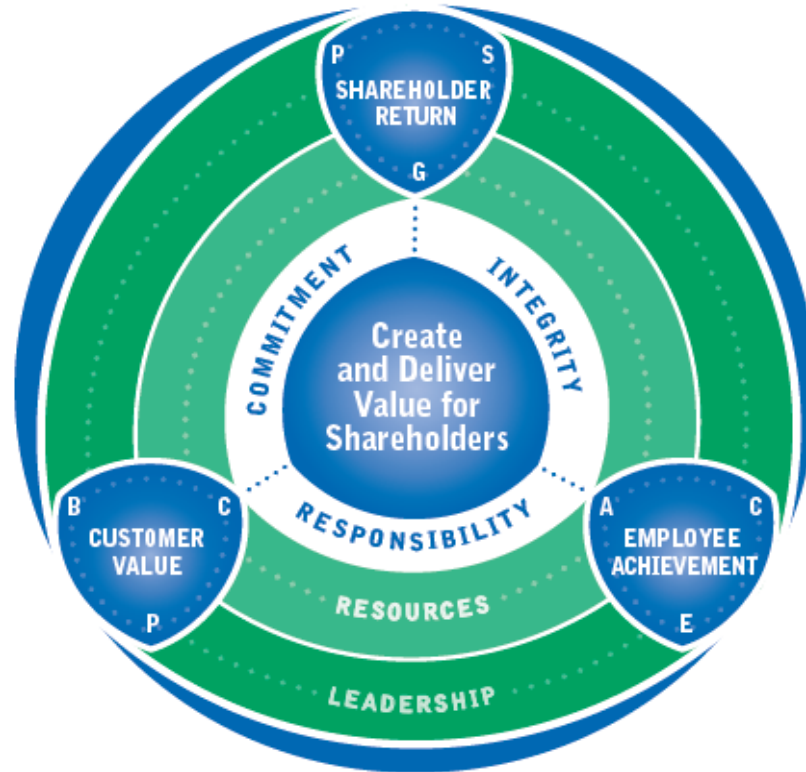 P S
SHAREHOLDER
RETURN
G
COMMITMENT
INTEGRITY
Create
and Deliver
Value for
Shareholders
RESPONSIBILITY
B C
CUSTOMER
VALUE
P
A C
EMPLOYEE
ACHIEVEMENT
E
RESOURCES
LEADERSHIP